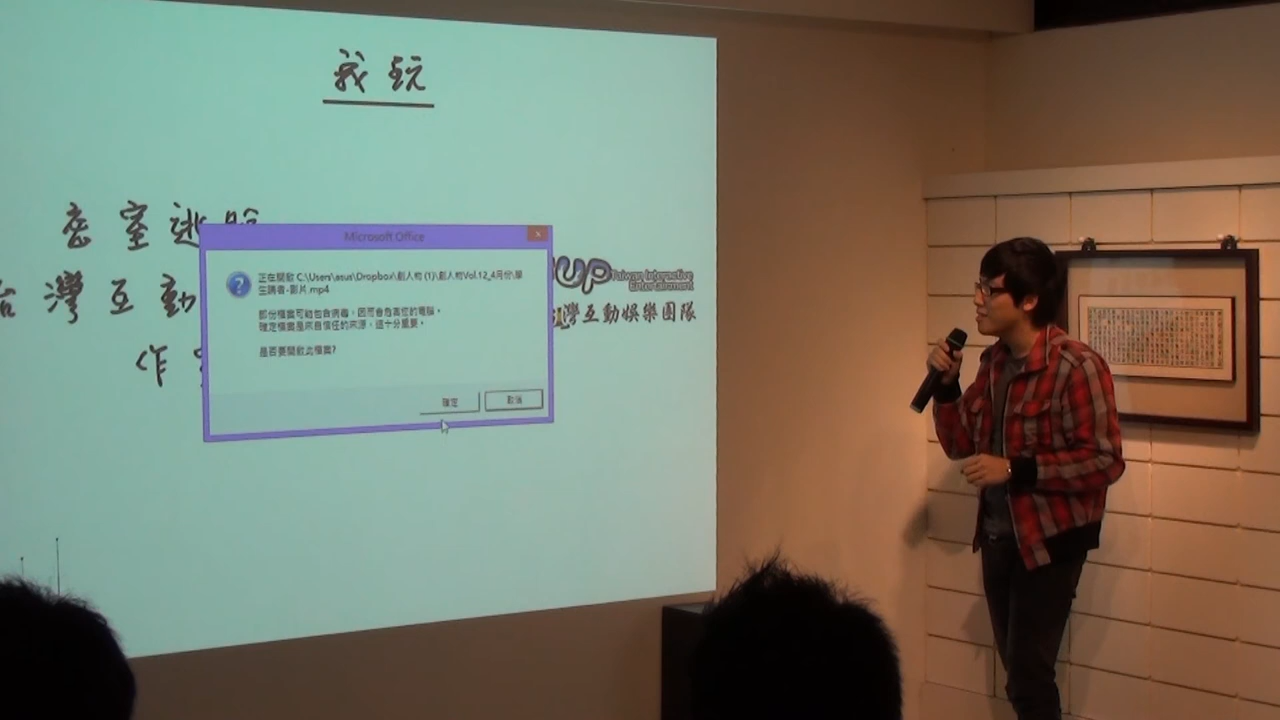 我玩
密室逃脫
台灣互動
作
UP Taiwan Interactive
Entertainment
灣互動娛樂團隊
Microsoft Office
正在開啟 C:\Users\asus\Dropbox\創人物 (1)\創人物Vol.12_4月份\學
生講者-影片.mp4
部份檔案可能包含病毒，因而會危害您的電腦。
確定檔案是來自信任的來源，這十分重要。
是否要開啟此檔案?
確定
取消